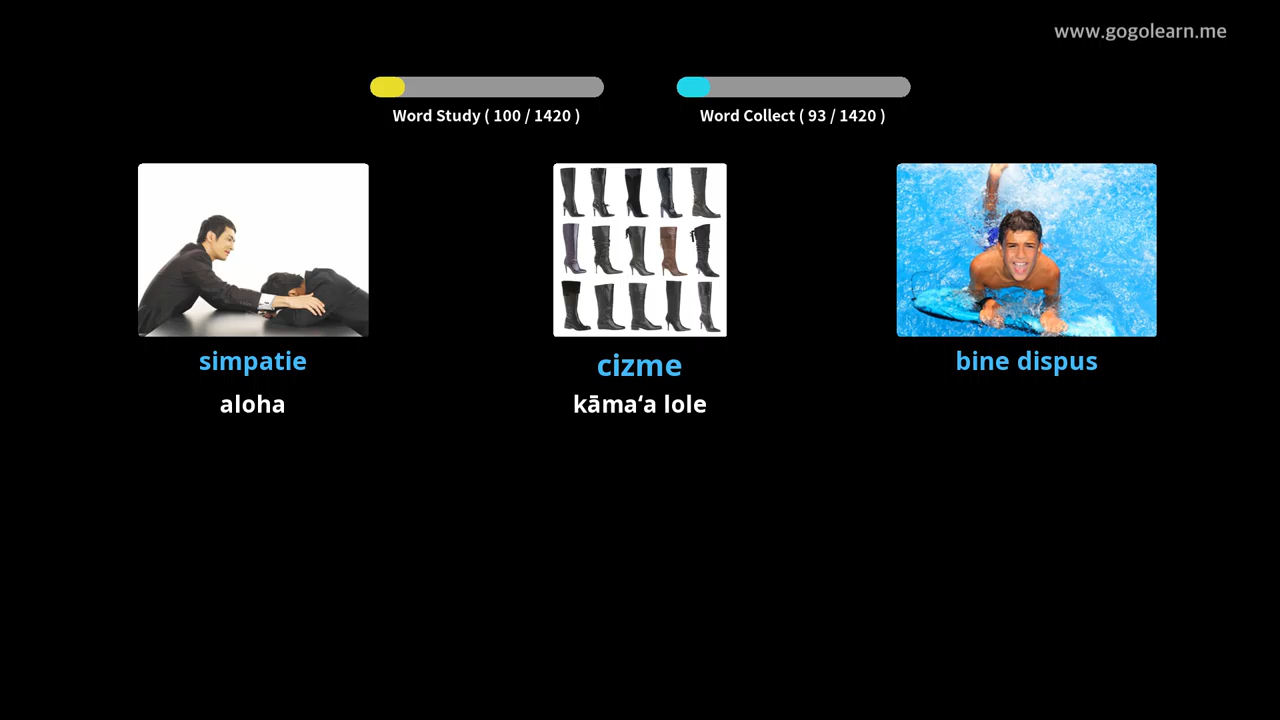 www.gogolearn.me
Word Study ( 100 / 1420 )
Word Collect ( 93 / 1420 )
simpatie
cizme
bine dispus
aloha
kāmaʻa lole